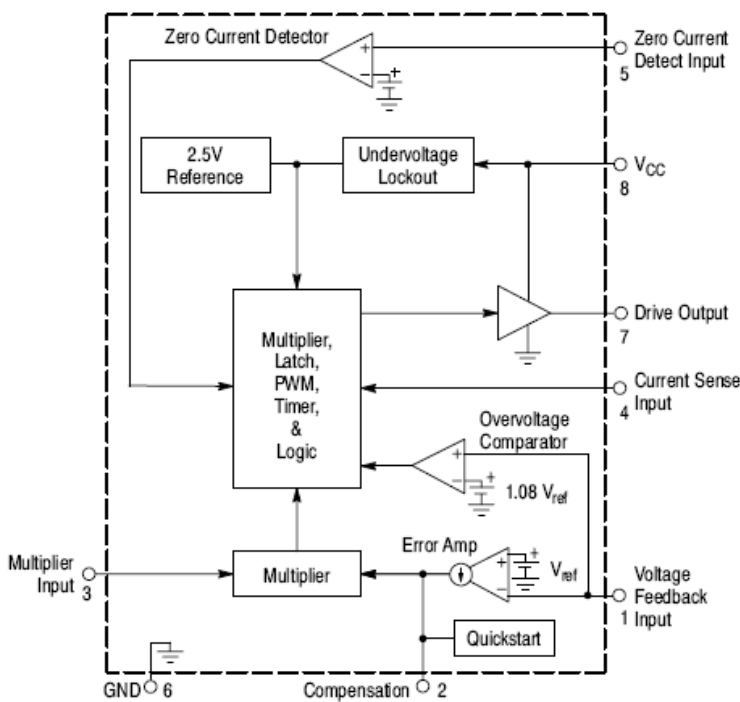 Zero Current Detector
Zero Current
Detect Input
5
2.5V
Reference
Undervoltage
Lockout
VCC
8
Multiplier,
Latch,
PWM,
Timer,
&
Logic
Drive Output
7
Current Sense
Input
4
Overvoltage
Comparator
1.08 Vref
Error Amp
Vref
Multiplier
Input
3
Multiplier
Voltage
Feedback
Input
1
Quickstart
GND 6
Compensation 2